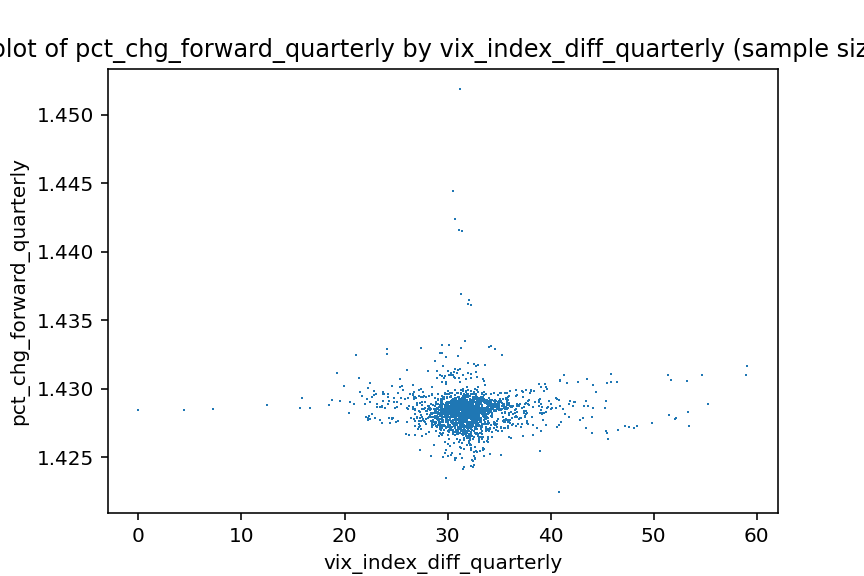 plot of pct_chg_forward_quarterly by vix_index_diff_quarterly (sample siz
1.450
1.445
1.440
1.435
1.430
1.425
pct_chg_forward_quarterly
0 10 20 30 40 50 60
vix_index_diff_quarterly